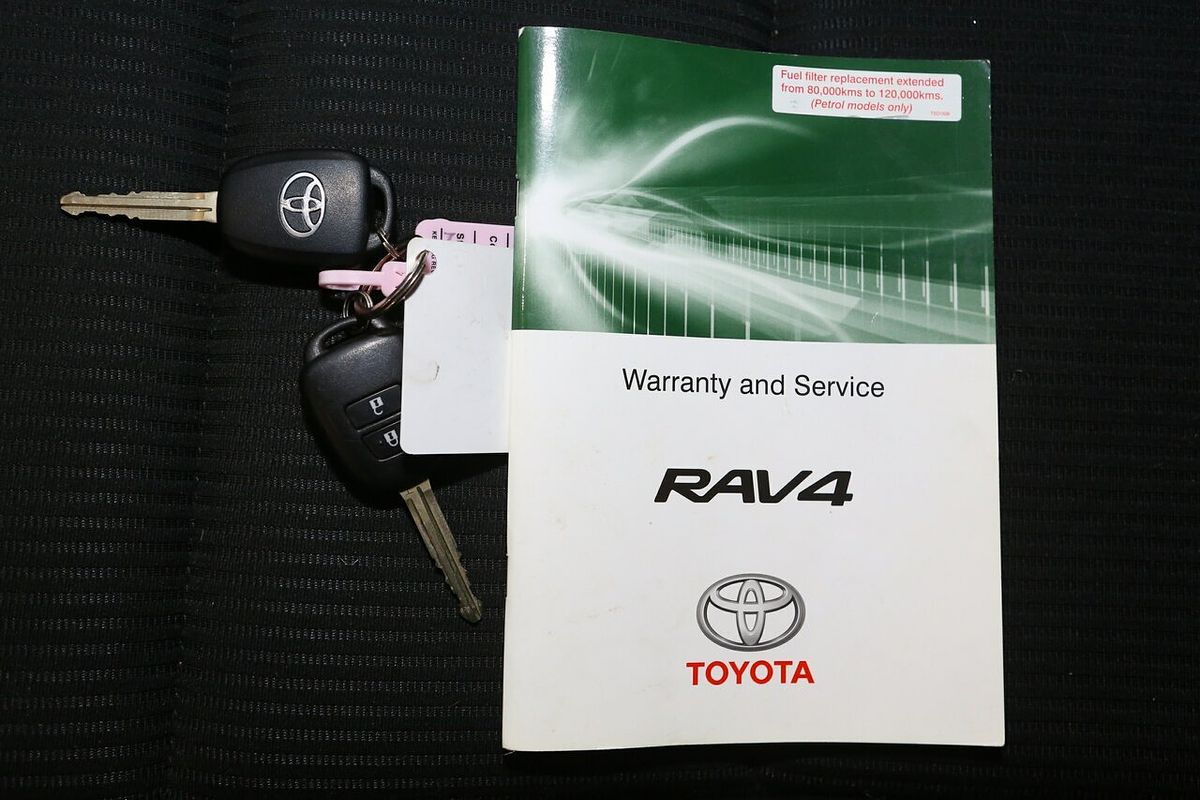 Fuel filter replacement extended
from 80,000kms to 120,000kms.
(Petrol models only)
Warranty and Service
RAV4
TOYOTA